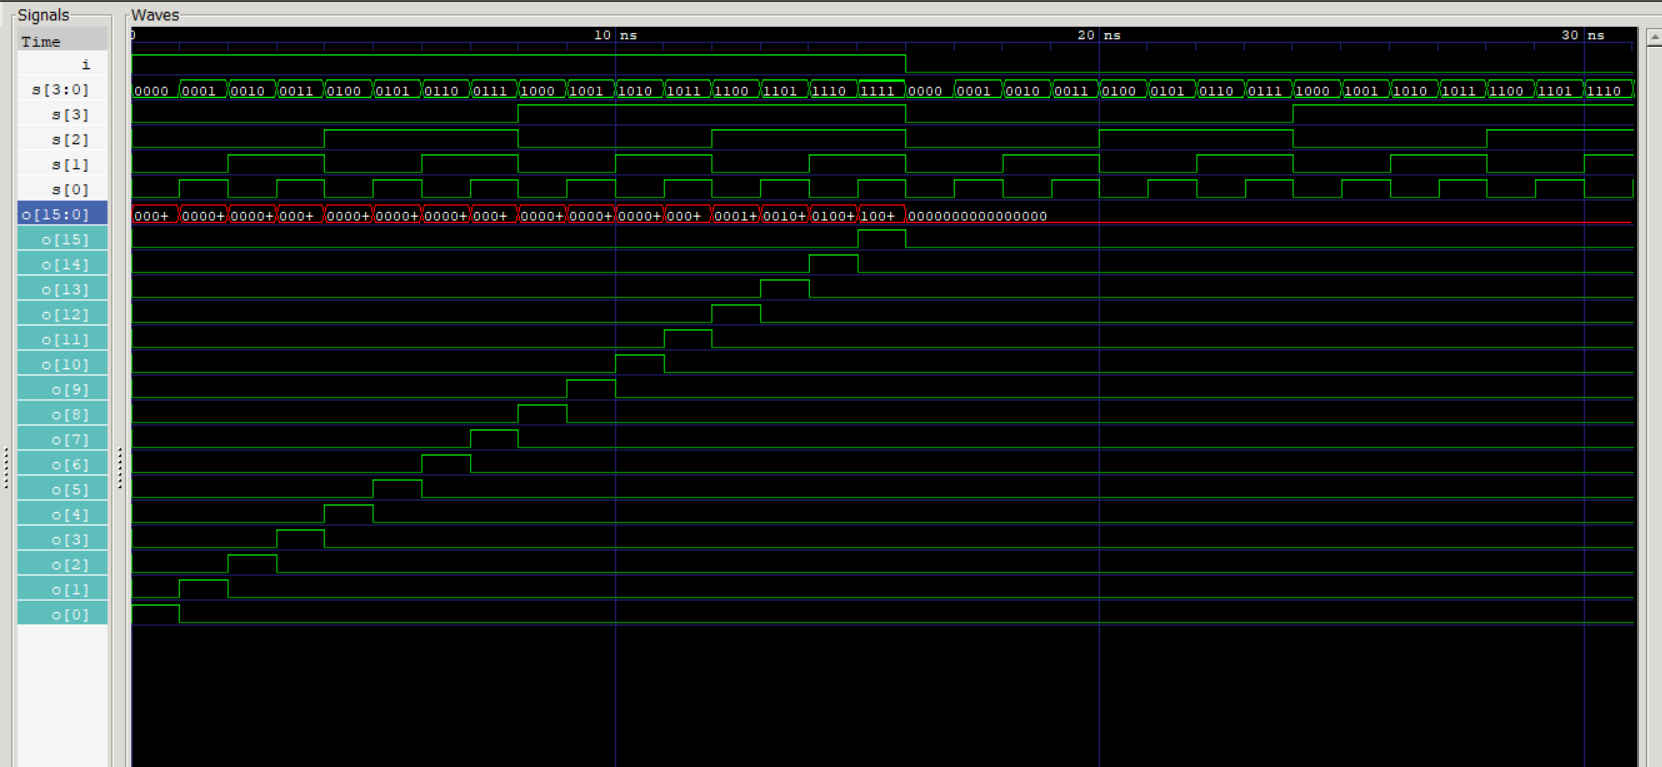 Signals Waves
Time 0 10 ns 20 ns 30 ns
i
s[3:0] 0000 0001 0010 0011 0100 0101 0110 0111 1000 1001 1010 1011 1100 1101 1110 1111 0000 0001 0010 0011 0100 0101 0110 0111 1000 1001 1010 1011 1100 1101 1110
s[3]
s[2]
s[1]
s[0]
o[15:0] 000+ 0000+ 0000+ 000+ 0000+ 0000+ 0000+ 000+ 0000+ 0000+ 0000+ 000+ 0001+ 0010+ 0100+ 100+ 0000000000000000
o[15]
o[14]
o[13]
o[12]
o[11]
o[10]
o[9]
o[8]
o[7]
o[6]
o[5]
o[4]
o[3]
o[2]
o[1]
o[0]